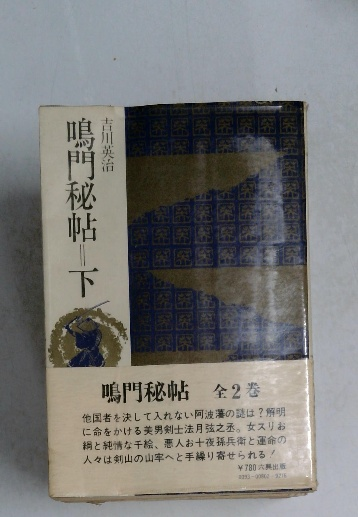 吉川英治
鳴門秘帖=下
鳴門秘帖 全2巻
他国者を決して入れない阿波藩の謎は?解明
に命をかける美男剣士法月弦之丞。女スリお
綱と純情な千絵、悪人お十夜孫兵衛と運命の
人々は剣山の山牢へと手繰り寄せられる!
¥780六興出版